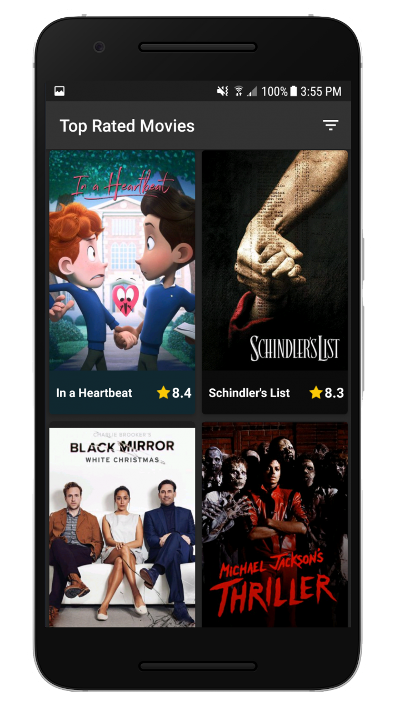 100% 3:55 PM
Top Rated Movies
In a Heartbeat
SCHINDLER'S LIST
In a Heartbeat 8.4
Schindler's List 8.3
CHARLIE BROOKER'S
BLACK MIRROR
WHITE CHRISTMAS
MICHAEL JACKSON'S
THRILLER